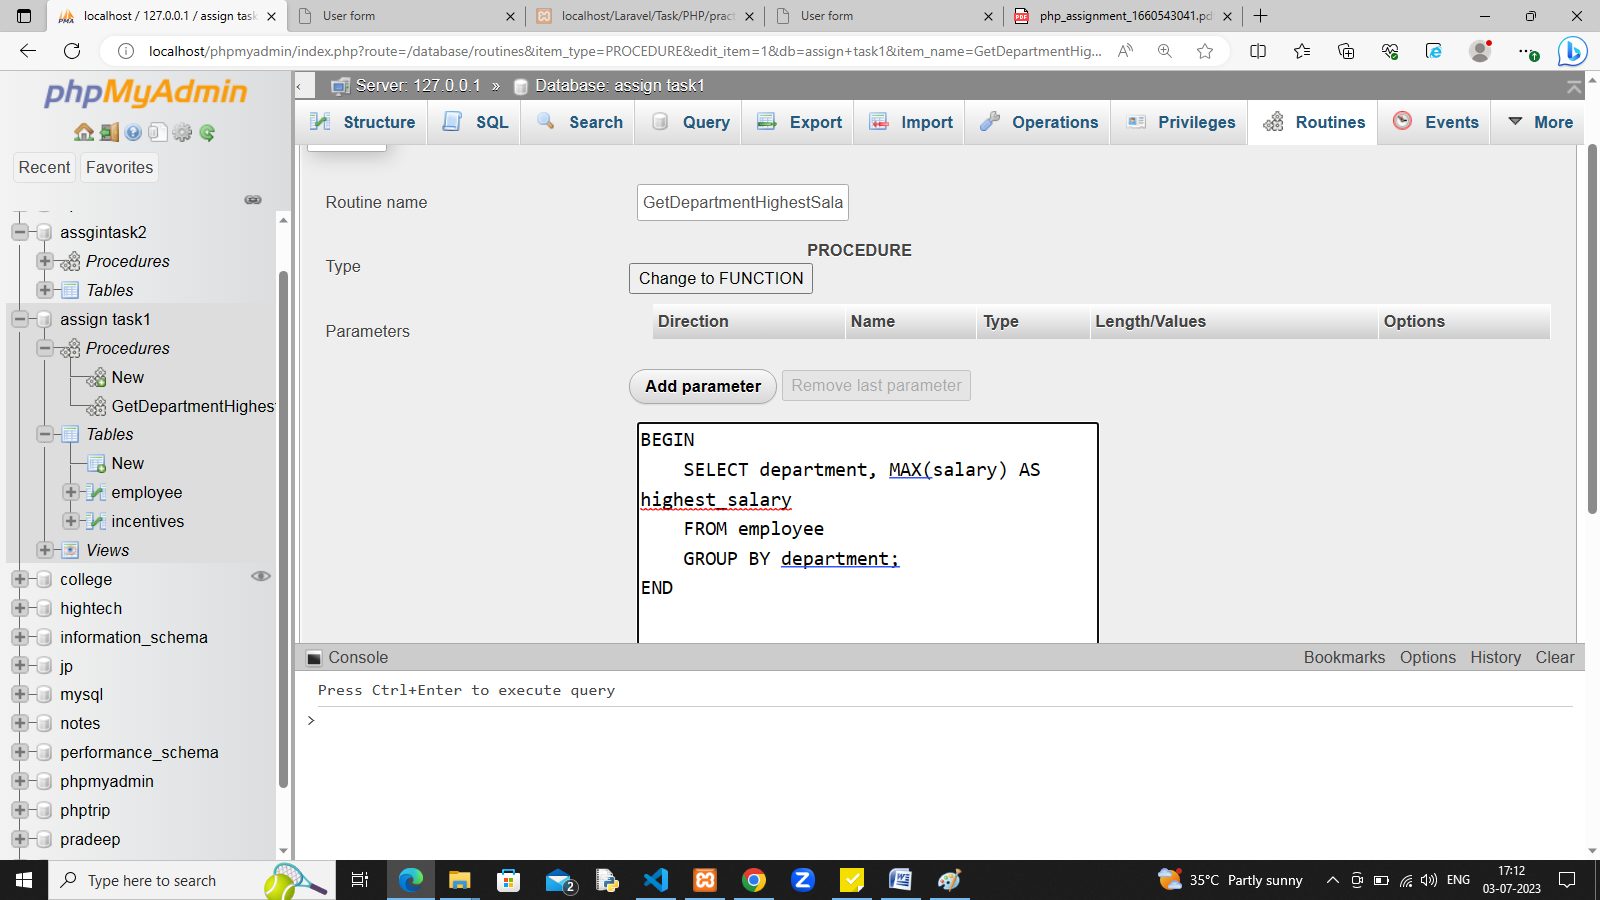 localhost / 127.0.0.1 / assign task
User form
localhost/Laravel/Task/PHP/pract
User form
php_assignment_1660543041.pd
localhost/phpmyadmin/index.php?route=/database/routines&item_type=PROCEDURE&edit_item=1&db=assign+task1&item_name=GetDepartmentHig...
phpMyAdmin
Recent
Favorites
assgintask2
Procedures
Tables
assign task1
Procedures
New
GetDepartmentHighes
Tables
New
employee
incentives
Views
college
hightech
information_schema
jp
mysql
notes
performance_schema
phpmyadmin
phptrip
pradeep
Server: 127.0.0.1 » Database: assign task1
Structure
SQL
Search
Query
Export
Import
Operations
Privileges
Routines
Events
More
Routine name
GetDepartmentHighestSala
Type
PROCEDURE
Change to FUNCTION
Parameters
Direction
Name
Type
Length/Values
Options
Add parameter
Remove last parameter
BEGIN
SELECT department, MAX(salary) AS
highest_salary
FROM employee
GROUP BY department;
END
Console
Bookmarks
Options
History
Clear
Press Ctrl+Enter to execute query
>
Type here to search
2
35°C Partly sunny
ENG
17:12
03-07-2023